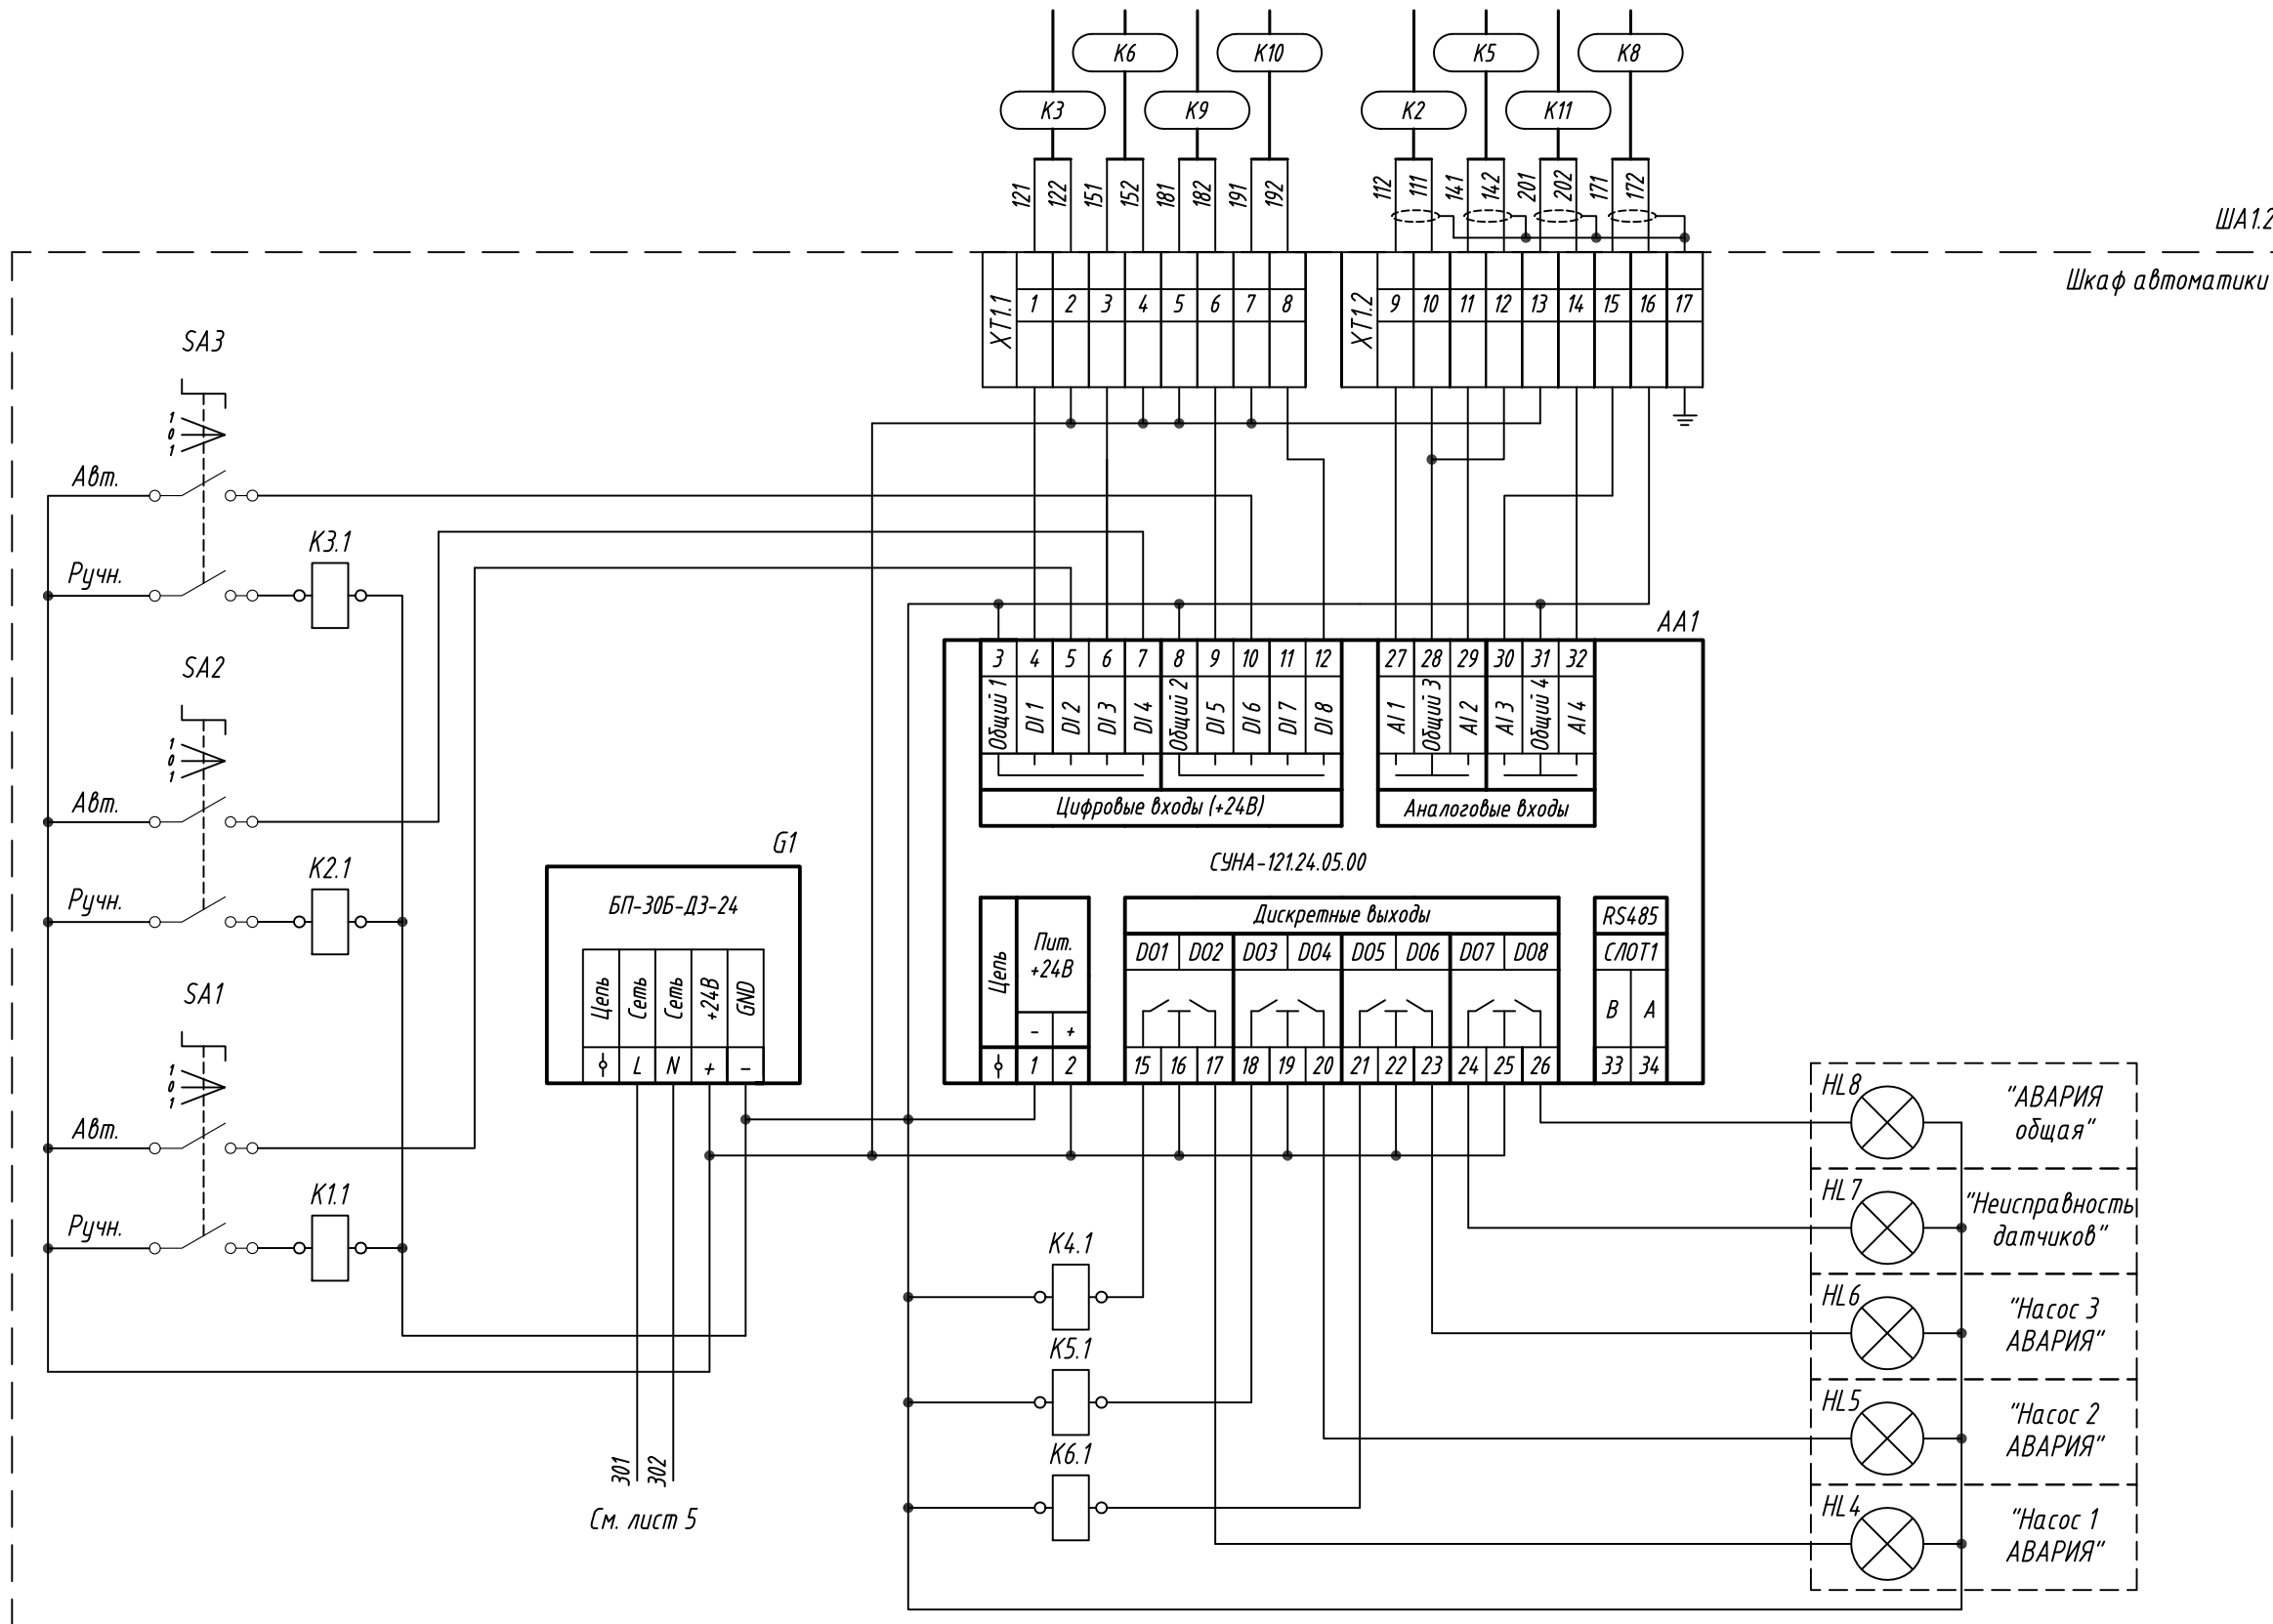 К6
К10
К5
К8
К3
К9
К2
К11
121
122
151
152
181
182
191
192
112
111
141
142
201
202
171
172
ША1.2
Шкаф автоматики
XT1.1
1 2 3 4 5 6 7 8
XT1.2
9 10 11 12 13 14 15 16 17
SA3
1
0
1
Авт.
Ручн.
К3.1
SA2
1
0
1
Авт.
Ручн.
К2.1
SA1
1
0
1
Авт.
Ручн.
К1.1
G1
БП-30Б-Д3-24
Цепь
Сеть
Сеть
+24В
GND
L N + -
301
302
См. лист 5
АА1
3 4 5 6 7 8 9 10 11 12
Общий 1
DI 1
DI 2
DI 3
DI 4
Общий 2
DI 5
DI 6
DI 7
DI 8
Цифровые входы (+24В)
27 28 29 30 31 32
AI 1
Общий 3
AI 2
AI 3
Общий 4
AI 4
Аналоговые входы
СУНА-121.24.05.00
Цепь
Пит.
+24В
- +
1 2
Дискретные выходы
DO1 DO2 DO3 DO4 DO5 DO6 DO7 DO8
15 16 17 18 19 20 21 22 23 24 25 26
RS485
СЛОТ1
B A
33 34
К4.1
К5.1
К6.1
HL8
"АВАРИЯ
общая"
HL7
"Неисправность
датчиков"
HL6
"Насос 3
АВАРИЯ"
HL5
"Насос 2
АВАРИЯ"
HL4
"Насос 1
АВАРИЯ"